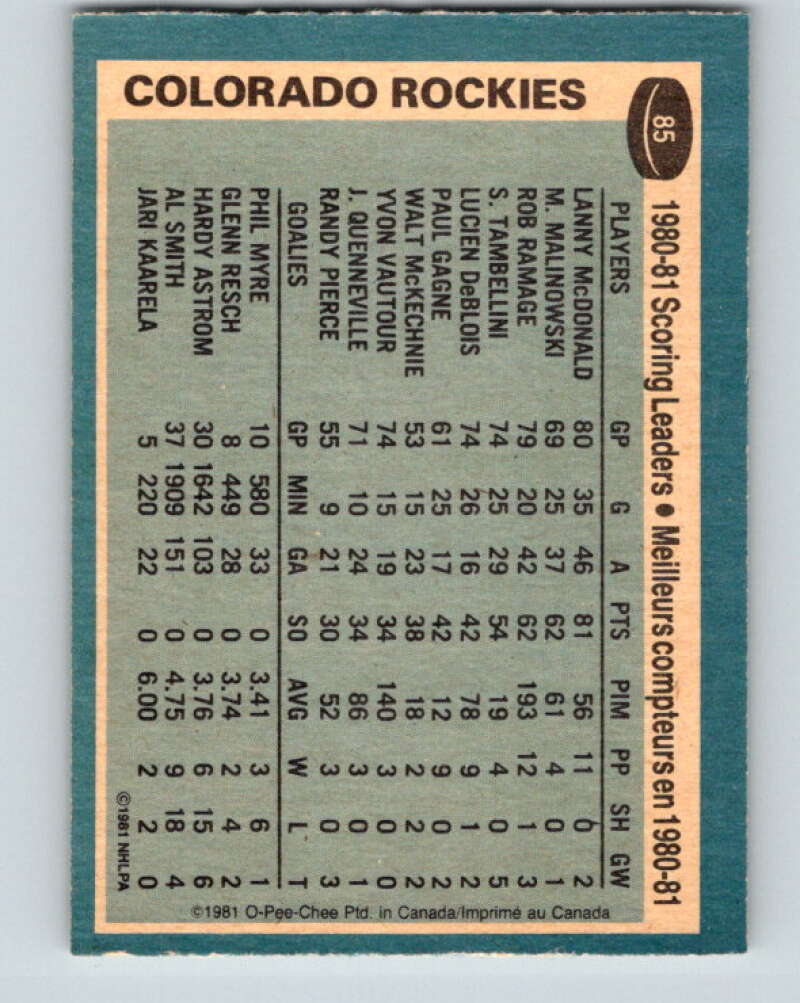 COLORADO ROCKIES
85
1980-81 Scoring Leaders • Meilleurs compteurs en 1980-81
PLAYERS GP G A PTS PIM PP SH GW
LANNY McDONALD 80 35 46 81 56 11 0 2
M. MALINOWSKI 69 25 37 62 61 4 0 1
ROB RAMAGE 79 20 42 62 193 12 1 3
S. TAMBELLINI 74 25 29 54 19 4 0 5
LUCIEN DeBLOIS 74 26 16 42 78 9 1 2
PAUL GAGNE 61 25 17 42 12 9 0 2
WALT McKECHNIE 53 15 23 38 18 2 2 2
YVON VAUTOUR 74 15 19 34 140 3 0 0
J. QUENNEVILLE 71 10 24 34 86 3 0 1
RANDY PIERCE 55 9 21 30 52 3 0 3
GOALIES GP MIN GA SO AVG W L T
PHIL MYRE 10 580 33 0 3.41 3 6 1
GLENN RESCH 8 449 28 0 3.74 2 4 2
HARDY ASTROM 30 1642 103 0 3.76 6 15 6
AL SMITH 37 1909 151 0 4.75 9 18 4
JARI KAARELA 5 220 22 0 6.00 2 2 0
©1981 NHLPA
©1981 O-Pee-Chee Ptd. in Canada/Imprimé au Canada